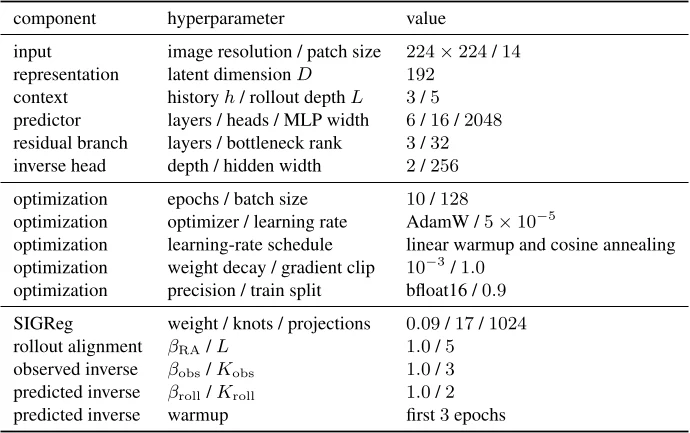 component hyperparameter value
input image resolution / patch size 224 × 224 / 14
representation latent dimension D 192
context history h / rollout depth L 3 / 5
predictor layers / heads / MLP width 6 / 16 / 2048
residual branch layers / bottleneck rank 3 / 32
inverse head depth / hidden width 2 / 256
optimization epochs / batch size 10 / 128
optimization optimizer / learning rate AdamW / 5 × 10⁻⁵
optimization learning-rate schedule linear warmup and cosine annealing
optimization weight decay / gradient clip 10⁻³ / 1.0
optimization precision / train split bfloat16 / 0.9
SIGReg weight / knots / projections 0.09 / 17 / 1024
rollout alignment β_RA / L 1.0 / 5
observed inverse β_obs / K_obs 1.0 / 3
predicted inverse β_roll / K_roll 1.0 / 2
predicted inverse warmup first 3 epochs